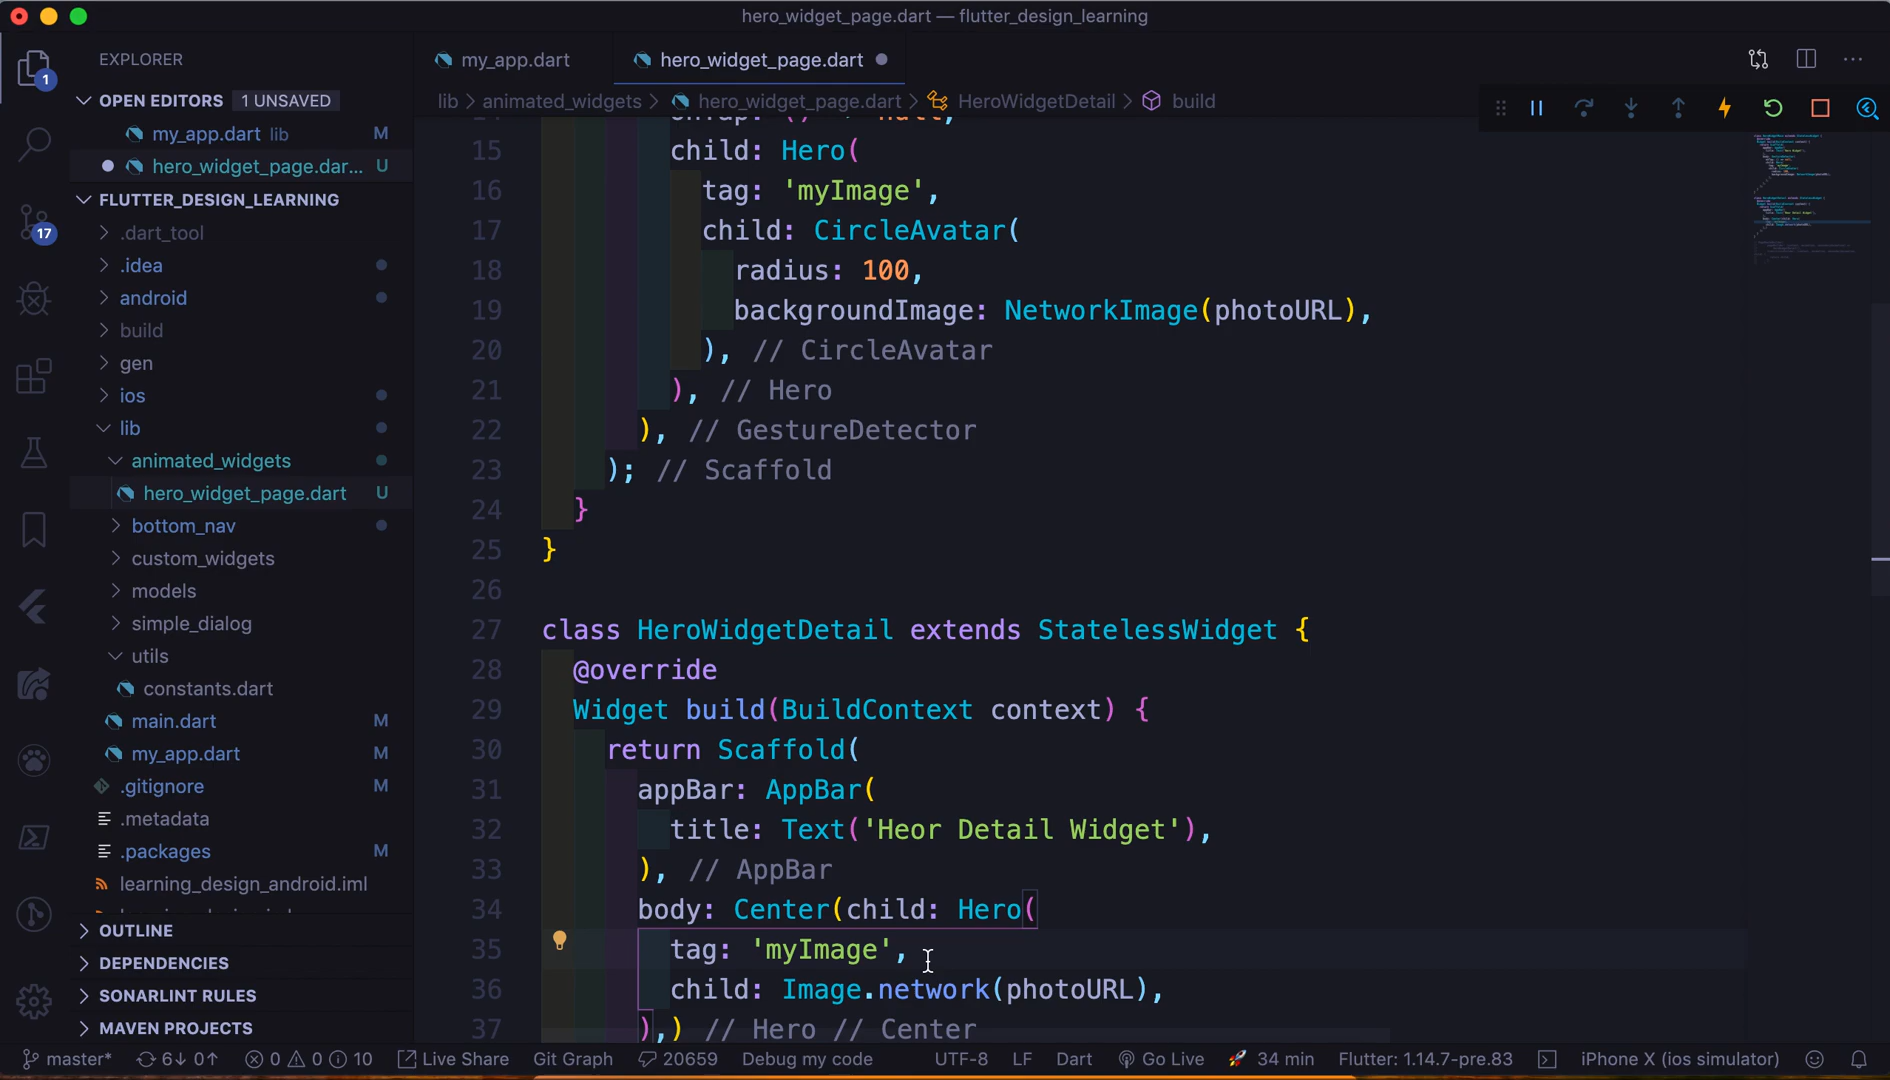 hero_widget_page.dart — flutter_design_learning
EXPLORER
1
OPEN EDITORS 1 UNSAVED
my_app.dart lib M
hero_widget_page.dar... U
FLUTTER_DESIGN_LEARNING
17
.dart_tool
.idea
android
build
gen
ios
lib
animated_widgets
hero_widget_page.dart U
bottom_nav
custom_widgets
models
simple_dialog
utils
constants.dart
main.dart M
my_app.dart M
.gitignore M
.metadata
.packages M
learning_design_android.iml
OUTLINE
DEPENDENCIES
SONARLINT RULES
MAVEN PROJECTS
my_app.dart hero_widget_page.dart
lib > animated_widgets > hero_widget_page.dart > HeroWidgetDetail > build
15 child: Hero(
16 tag: 'myImage',
17 child: CircleAvatar(
18 radius: 100,
19 backgroundImage: NetworkImage(photoURL),
20 ), // CircleAvatar
21 ), // Hero
22 ), // GestureDetector
23 ); // Scaffold
24 }
25 }
26
27 class HeroWidgetDetail extends StatelessWidget {
28 @override
29 Widget build(BuildContext context) {
30 return Scaffold(
31 appBar: AppBar(
32 title: Text('Heor Detail Widget'),
33 ), // AppBar
34 body: Center(child: Hero(
35 tag: 'myImage',
36 child: Image.network(photoURL),
37 ),) // Hero // Center
master* 6↓ 0↑ 0 0 10 Live Share Git Graph 20659 Debug my code UTF-8 LF Dart Go Live 34 min Flutter: 1.14.7-pre.83 iPhone X (ios simulator)